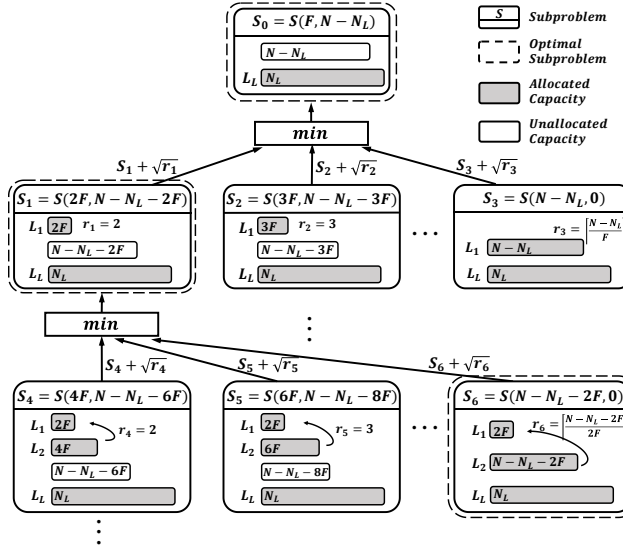 S₀ = S(F, N − N_L)
N − N_L
L_L N_L
S Subproblem
Optimal
Subproblem
Allocated
Capacity
Unallocated
Capacity
min
S₁ + √r₁
S₂ + √r₂
S₃ + √r₃
S₁ = S(2F, N − N_L − 2F)
L₁ 2F r₁ = 2
N − N_L − 2F
L_L N_L
S₂ = S(3F, N − N_L − 3F)
L₁ 3F r₂ = 3
N − N_L − 3F
L_L N_L
...
S₃ = S(N − N_L, 0)
r₃ = ⌈(N − N_L)/F
L₁ N − N_L
L_L N_L
min
⋮
S₄ + √r₄
S₅ + √r₅
S₆ + √r₆
S₄ = S(4F, N − N_L − 6F)
L₁ 2F
r₄ = 2
L₂ 4F
N − N_L − 6F
L_L N_L
⋮
S₅ = S(6F, N − N_L − 8F)
L₁ 2F
r₅ = 3
L₂ 6F
N − N_L − 8F
L_L N_L
...
S₆ = S(N − N_L − 2F, 0)
L₁ 2F r₆ = ⌈(N − N_L − 2F)/2F
L₂ N − N_L − 2F
L_L N_L